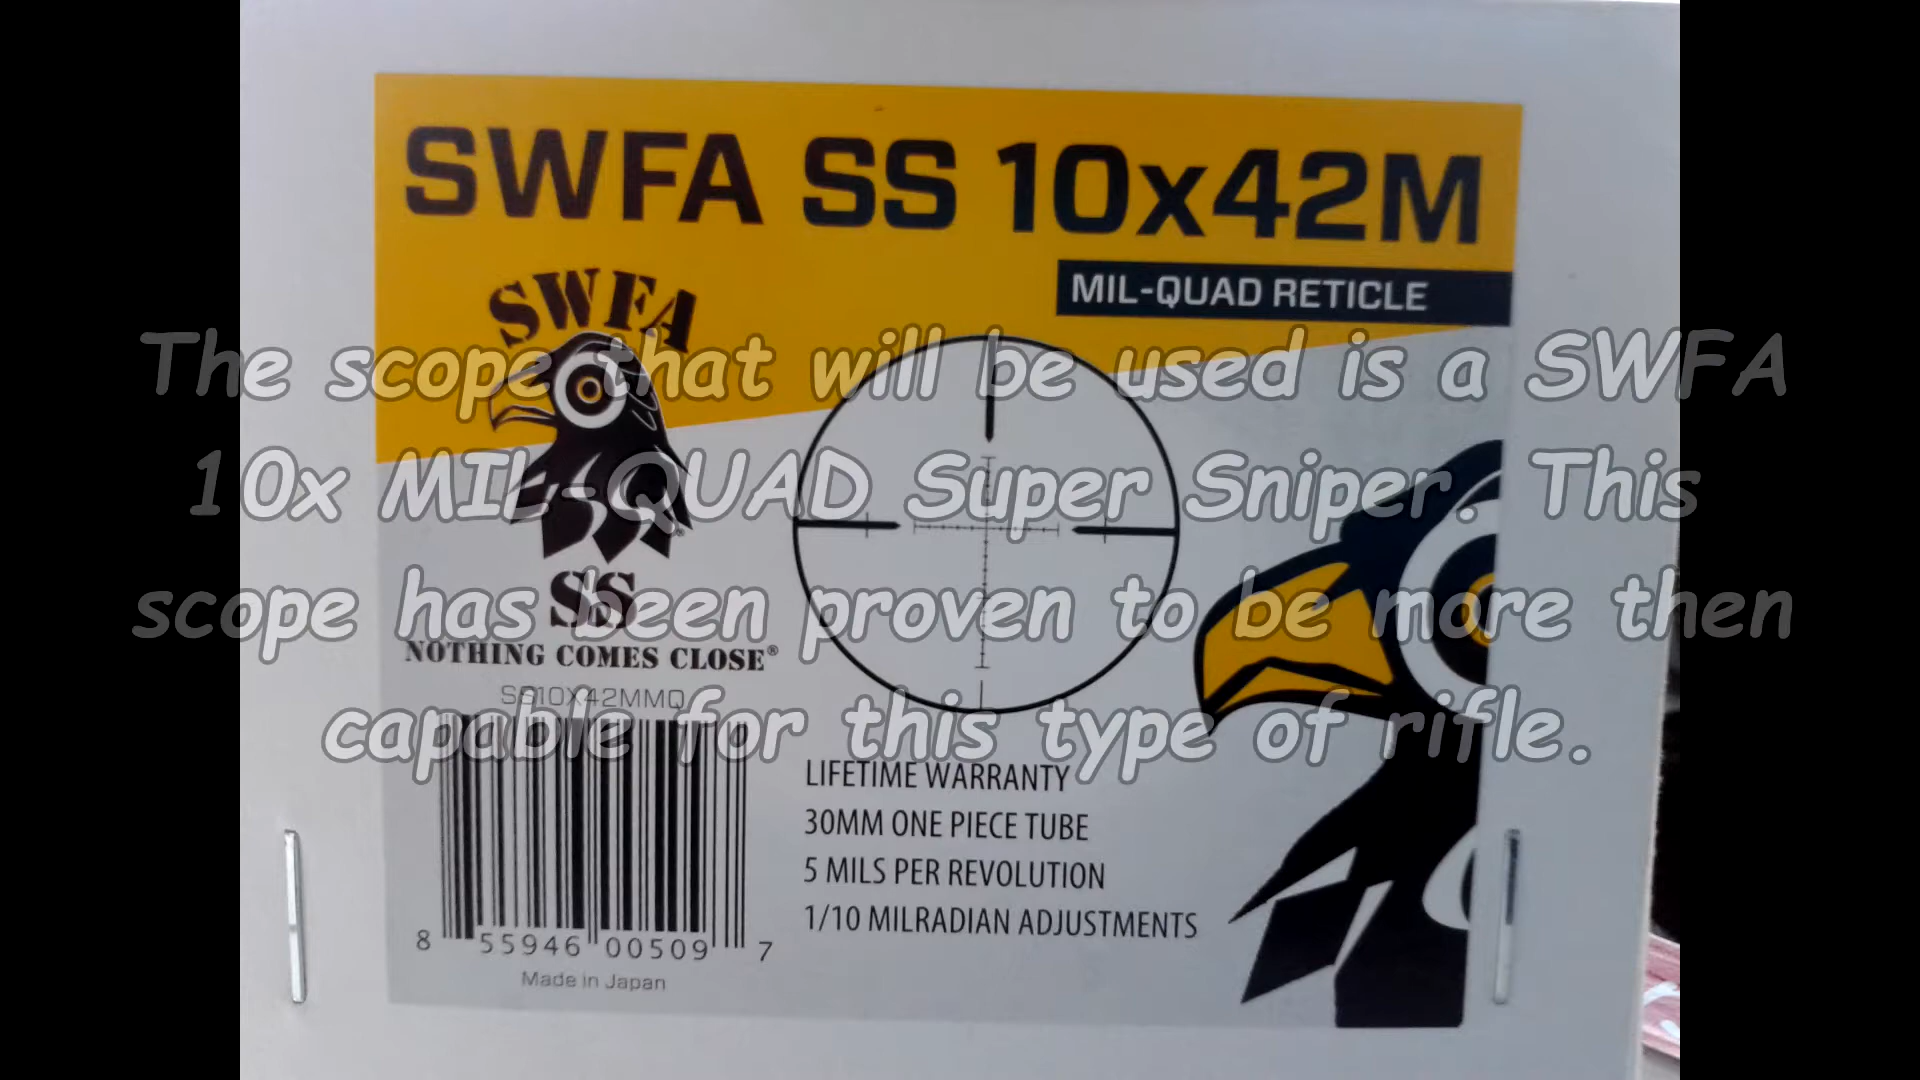 SWFA SS 10x42M
MIL-QUAD RETICLE
SWFA
The scope that will be used is a SWFA
10x MIL-QUAD Super Sniper. This
scope has been proven to be more then
capable for this type of rifle.
SS
NOTHING COMES CLOSE®
SS10X42MMQ
8 55946 00509 7
Made in Japan
LIFETIME WARRANTY
30MM ONE PIECE TUBE
5 MILS PER REVOLUTION
1/10 MILRADIAN ADJUSTMENTS